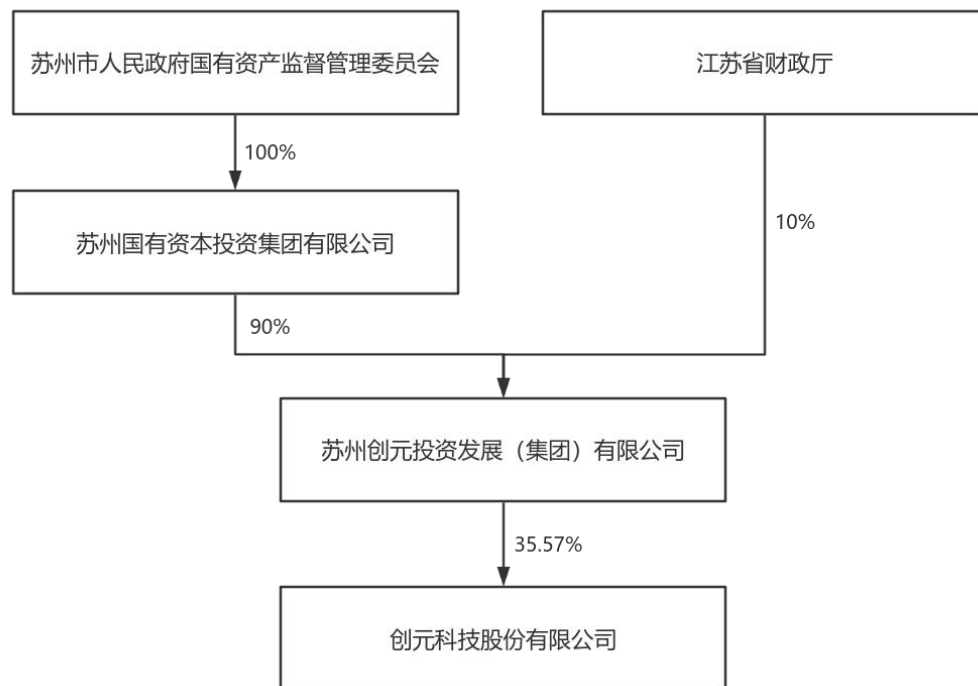 苏州市人民政府国有资产监督管理委员会
江苏省财政厅
100%
苏州国有资本投资集团有限公司
10%
90%
苏州创元投资发展（集团）有限公司
35.57%
创元科技股份有限公司